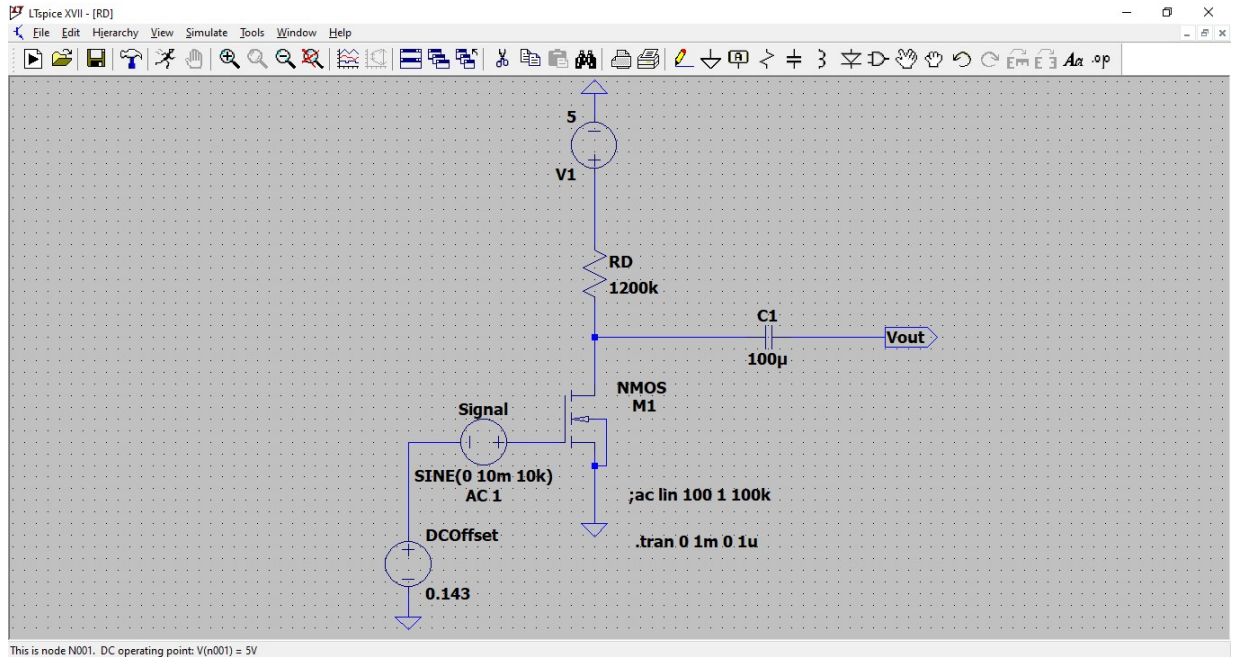 LTspice XVII - [RD]
File Edit Hierarchy View Simulate Tools Window Help
Aa .op
5
V1
RD
1200k
C1
100µ
Vout
NMOS
M1
Signal
SINE(0 10m 10k)
AC 1
;ac lin 100 1 100k
DCOffset
.tran 0 1m 0 1u
0.143
This is node N001. DC operating point: V(n001) = 5V